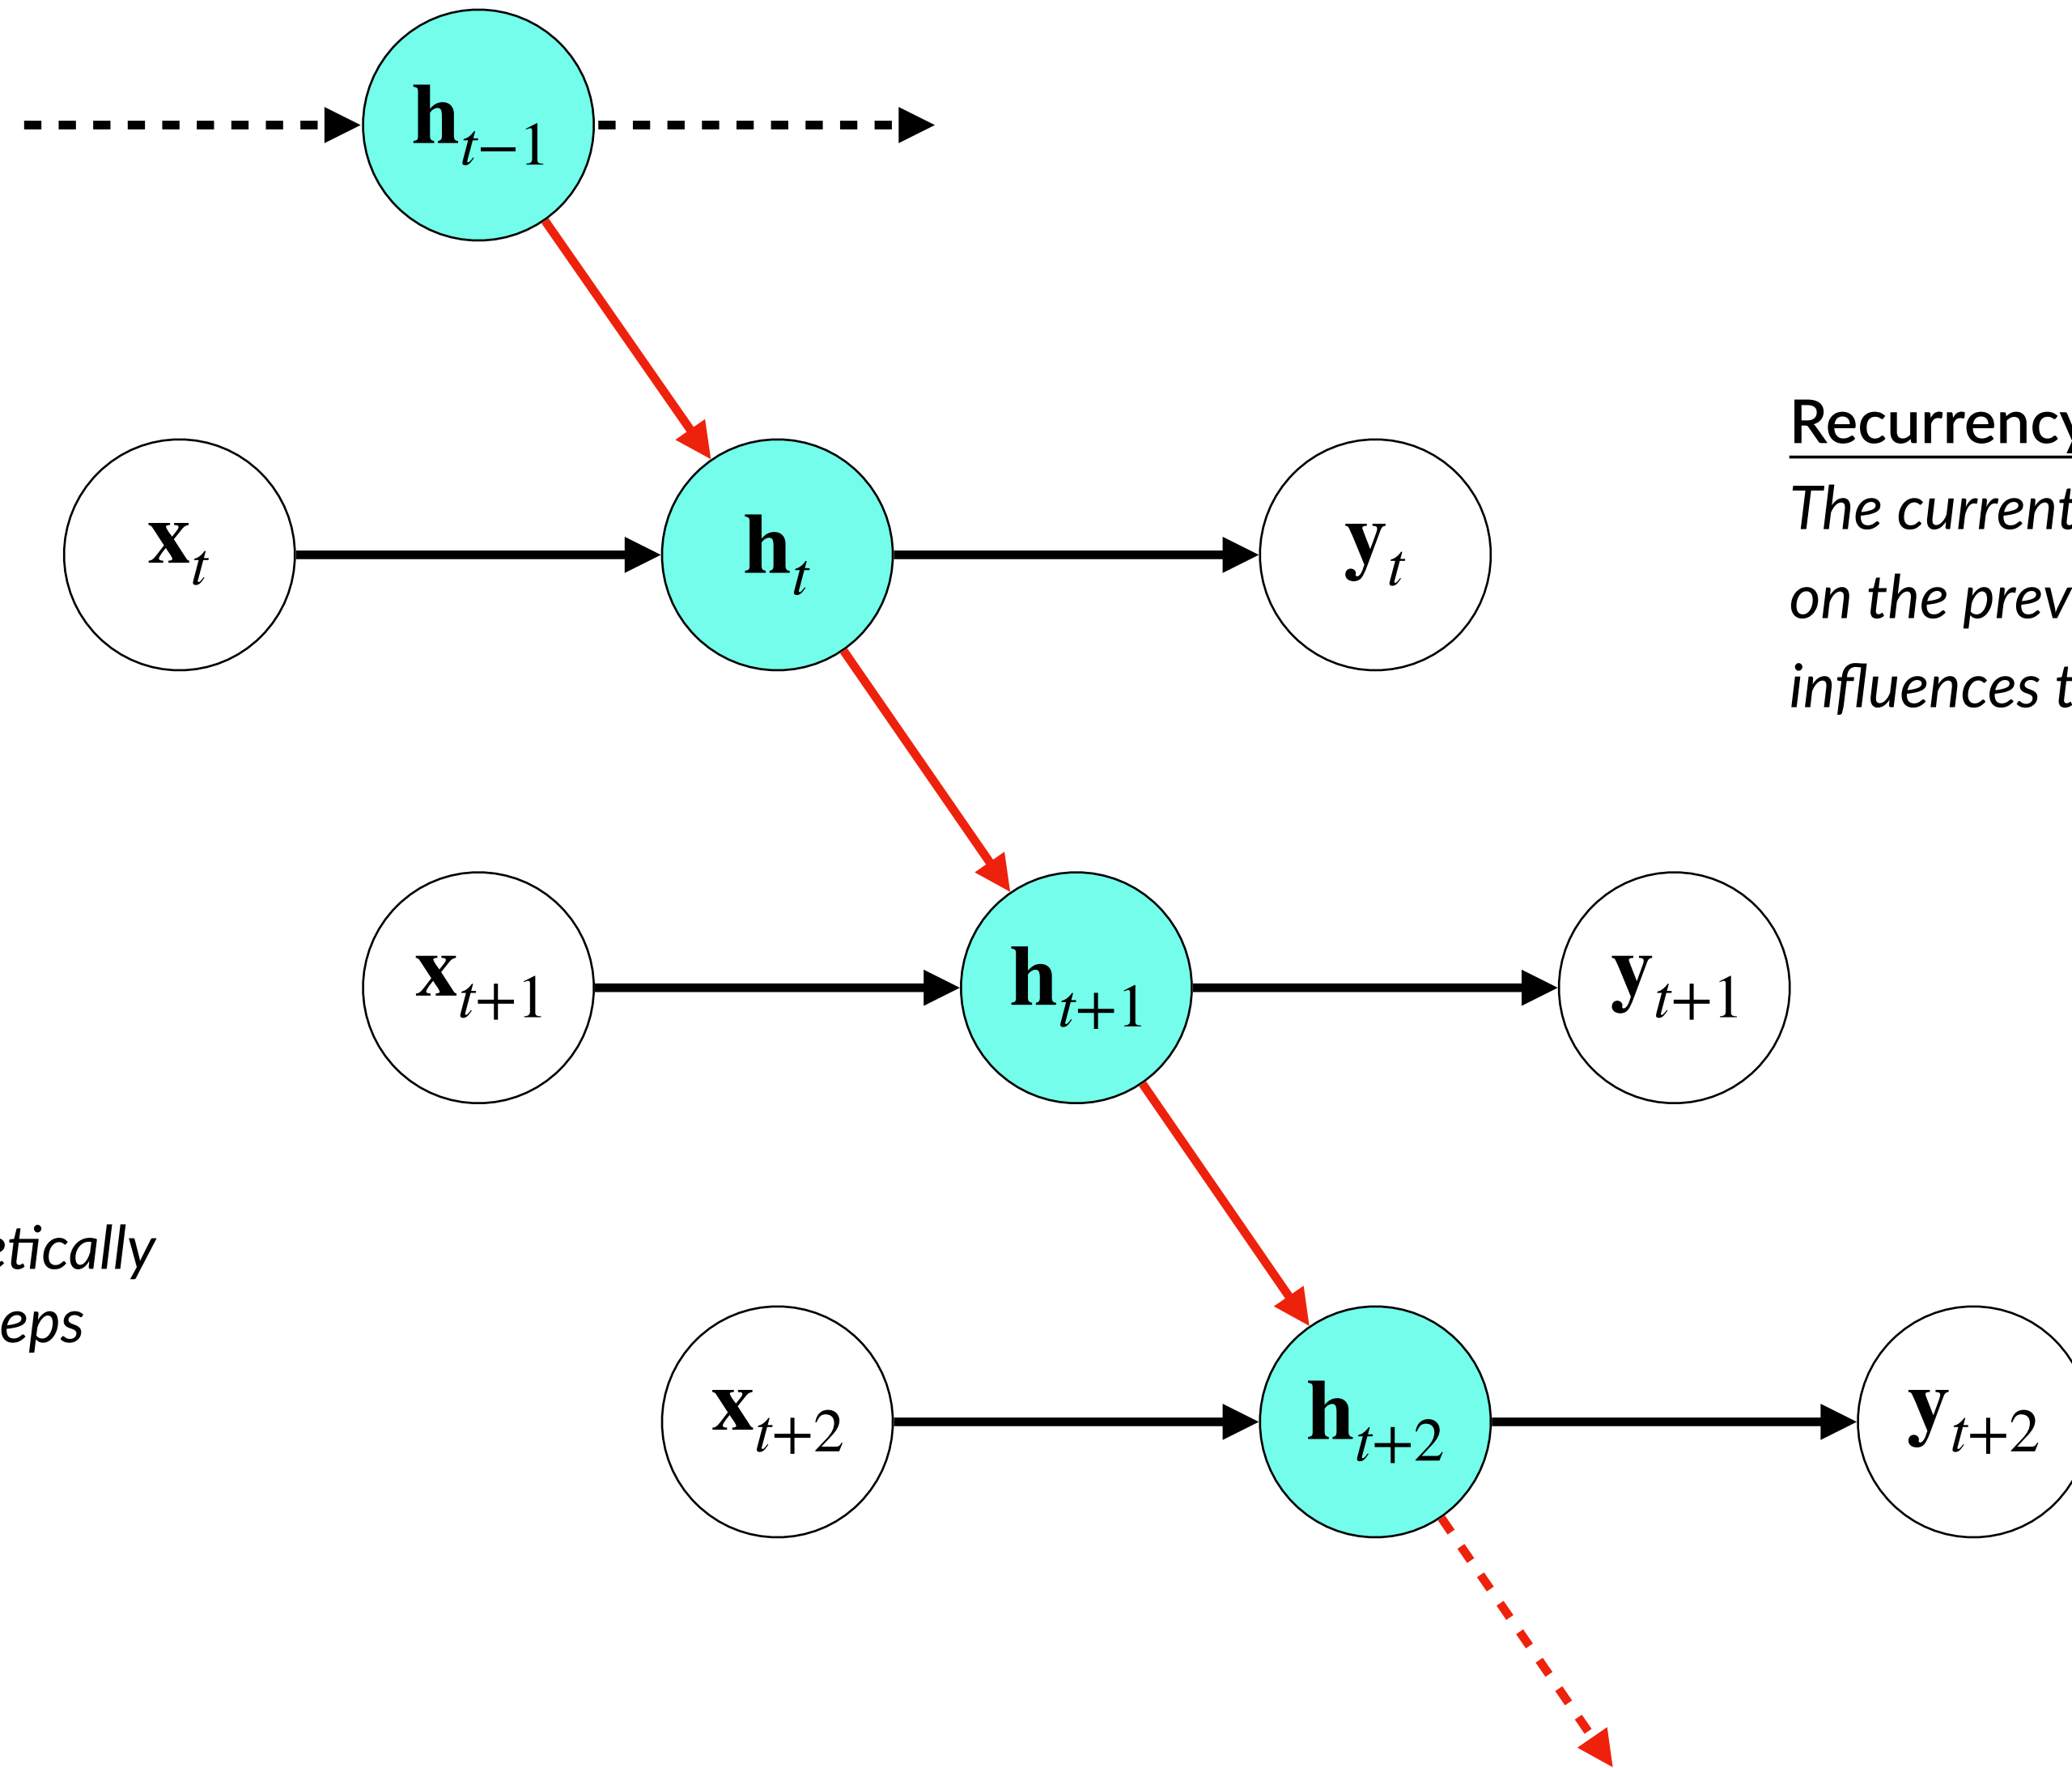 h_{t−1}
x_t h_t y_t
Recurrency
The current
on the prev
influences t
x_{t+1} h_{t+1} y_{t+1}
etically
eps
x_{t+2} h_{t+2} y_{t+2}